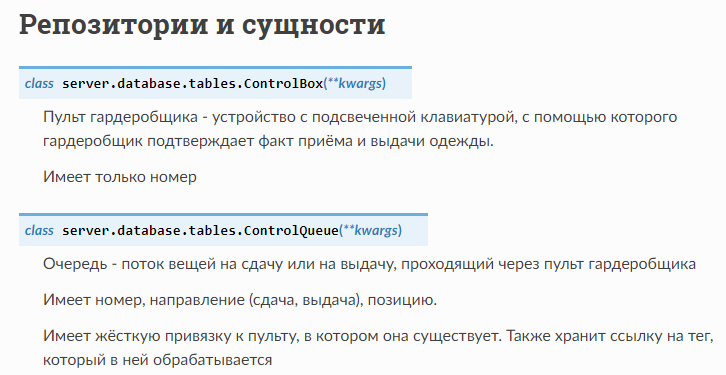 Репозитории и сущности
class server.database.tables.ControlBox(**kwargs)
Пульт гардеробщика - устройство с подсвеченной клавиатурой, с помощью которого
гардеробщик подтверждает факт приёма и выдачи одежды.
Имеет только номер
class server.database.tables.ControlQueue(**kwargs)
Очередь - поток вещей на сдачу или на выдачу, проходящий через пульт гардеробщика
Имеет номер, направление (сдача, выдача), позицию.
Имеет жёсткую привязку к пульту, в котором она существует. Также хранит ссылку на тег,
который в ней обрабатывается